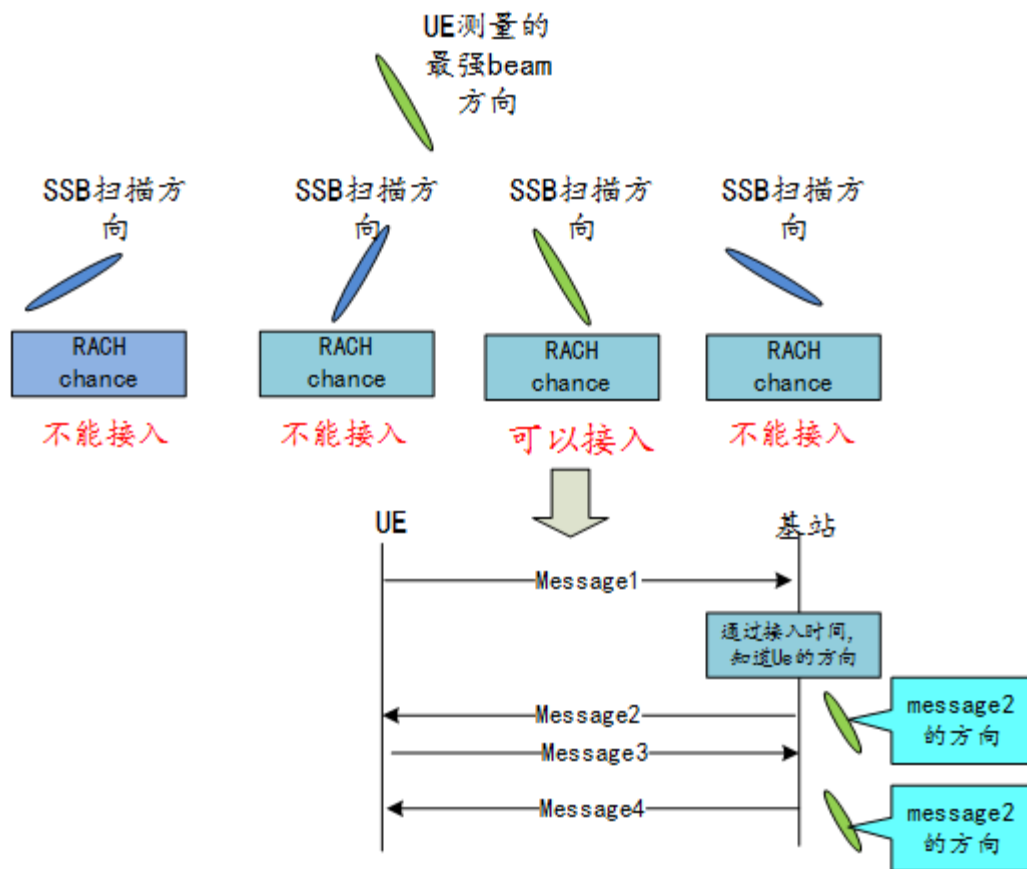 UE测量的
最强beam
方向
SSB扫描方
向
SSB扫描方
向
SSB扫描方
向
SSB扫描方
向
RACH
chance
RACH
chance
RACH
chance
RACH
chance
不能接入
不能接入
可以接入
不能接入
UE
基站
Message1
通过接入时间,
知道Ue的方向
Message2
message2
的方向
Message3
Message4
message2
的方向